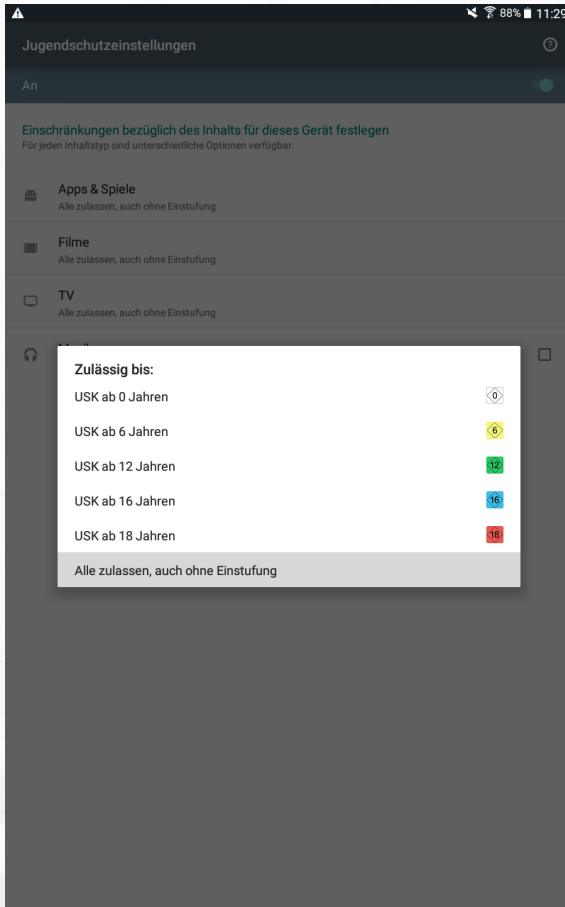 88% 11:29
Jugendschutzeinstellungen
An
Einschränkungen bezüglich des Inhalts für dieses Gerät festlegen
Für jeden Inhaltstyp sind unterschiedliche Optionen verfügbar.
Apps & Spiele
Alle zulassen, auch ohne Einstufung
Filme
Alle zulassen, auch ohne Einstufung
TV
Alle zulassen, auch ohne Einstufung
Zulässig bis:
USK ab 0 Jahren 0
USK ab 6 Jahren 6
USK ab 12 Jahren 12
USK ab 16 Jahren 16
USK ab 18 Jahren 18
Alle zulassen, auch ohne Einstufung